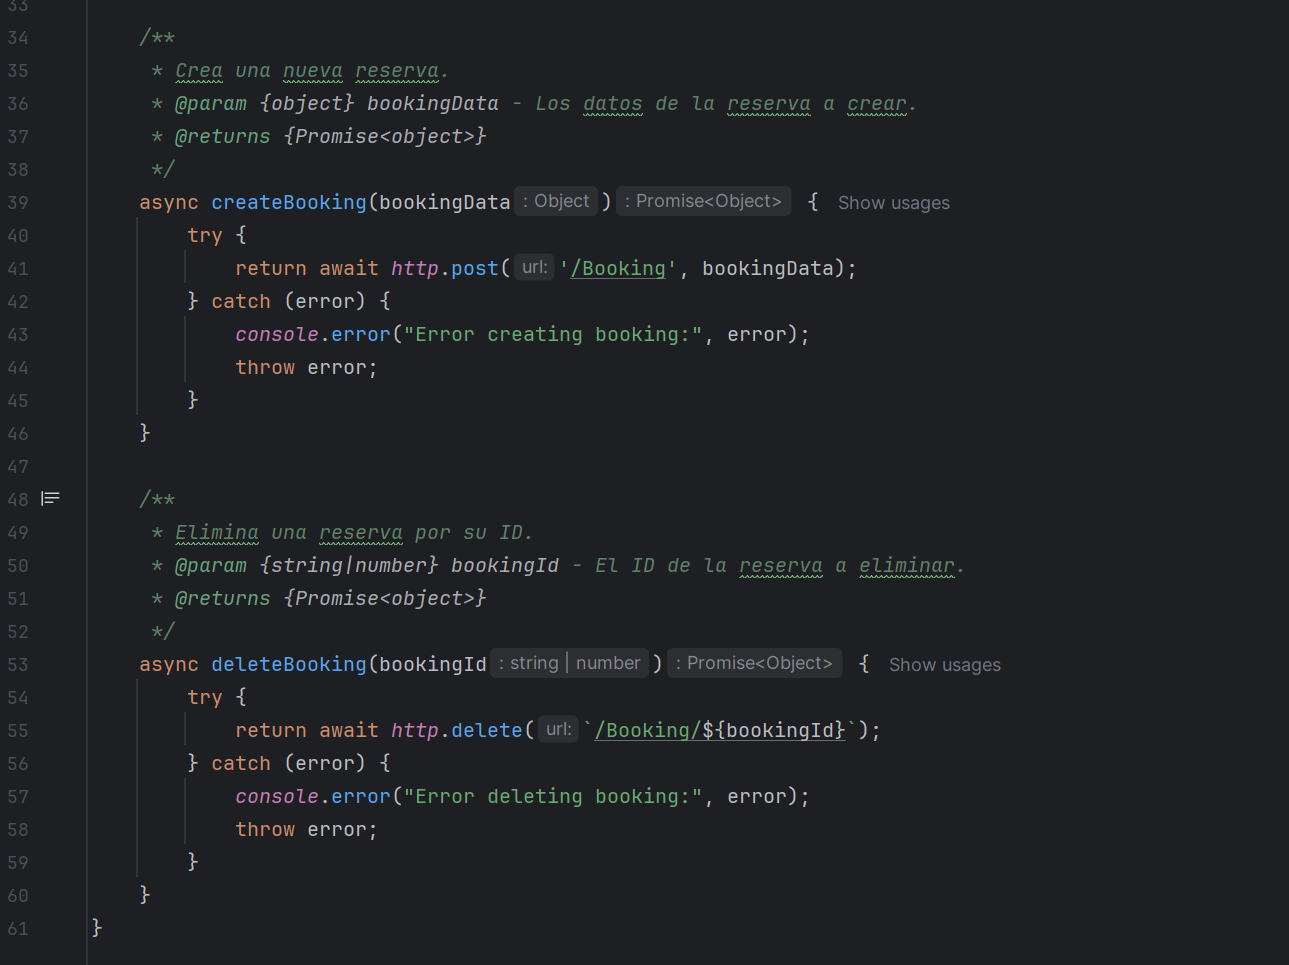 33
34 /**
35 * Crea una nueva reserva.
36 * @param {object} bookingData - Los datos de la reserva a crear.
37 * @returns {Promise<object>}
38 */
39 async createBooking(bookingData : Object ) : Promise<Object> { Show usages
40 try {
41 return await http.post( url: '/Booking', bookingData);
42 } catch (error) {
43 console.error("Error creating booking:", error);
44 throw error;
45 }
46 }
47
48 /**
49 * Elimina una reserva por su ID.
50 * @param {string|number} bookingId - El ID de la reserva a eliminar.
51 * @returns {Promise<object>}
52 */
53 async deleteBooking(bookingId : string | number ) : Promise<Object> { Show usages
54 try {
55 return await http.delete( url: `/Booking/${bookingId}`);
56 } catch (error) {
57 console.error("Error deleting booking:", error);
58 throw error;
59 }
60 }
61 }